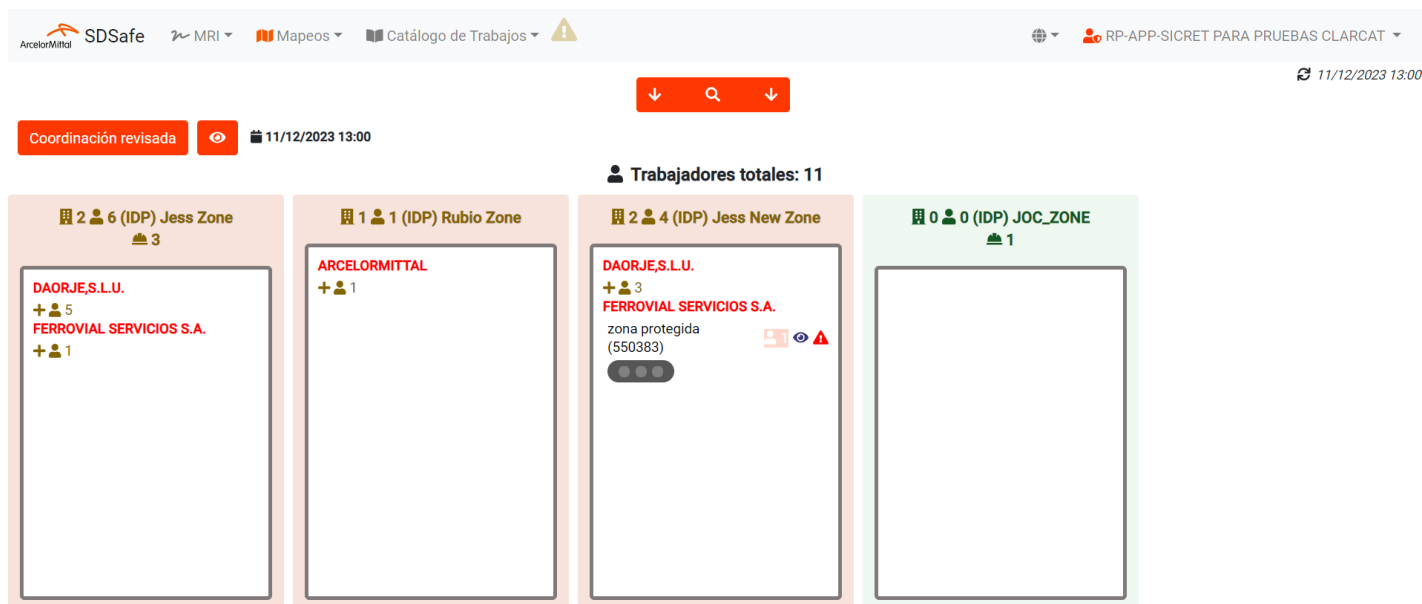 ArcelorMittal SDSafe MRI Mapeos Catálogo de Trabajos RP-APP-SICRET PARA PRUEBAS CLARCAT
11/12/2023 13:00
Coordinación revisada 11/12/2023 13:00
Trabajadores totales: 11
2 6 (IDP) Jess Zone
3
DAORJE,S.L.U.
5
FERROVIAL SERVICIOS S.A.
1
1 1 (IDP) Rubio Zone
ARCELORMITTAL
1
2 4 (IDP) Jess New Zone
DAORJE,S.L.U.
3
FERROVIAL SERVICIOS S.A.
zona protegida
(550383)
1
0 0 (IDP) JOC_ZONE
1